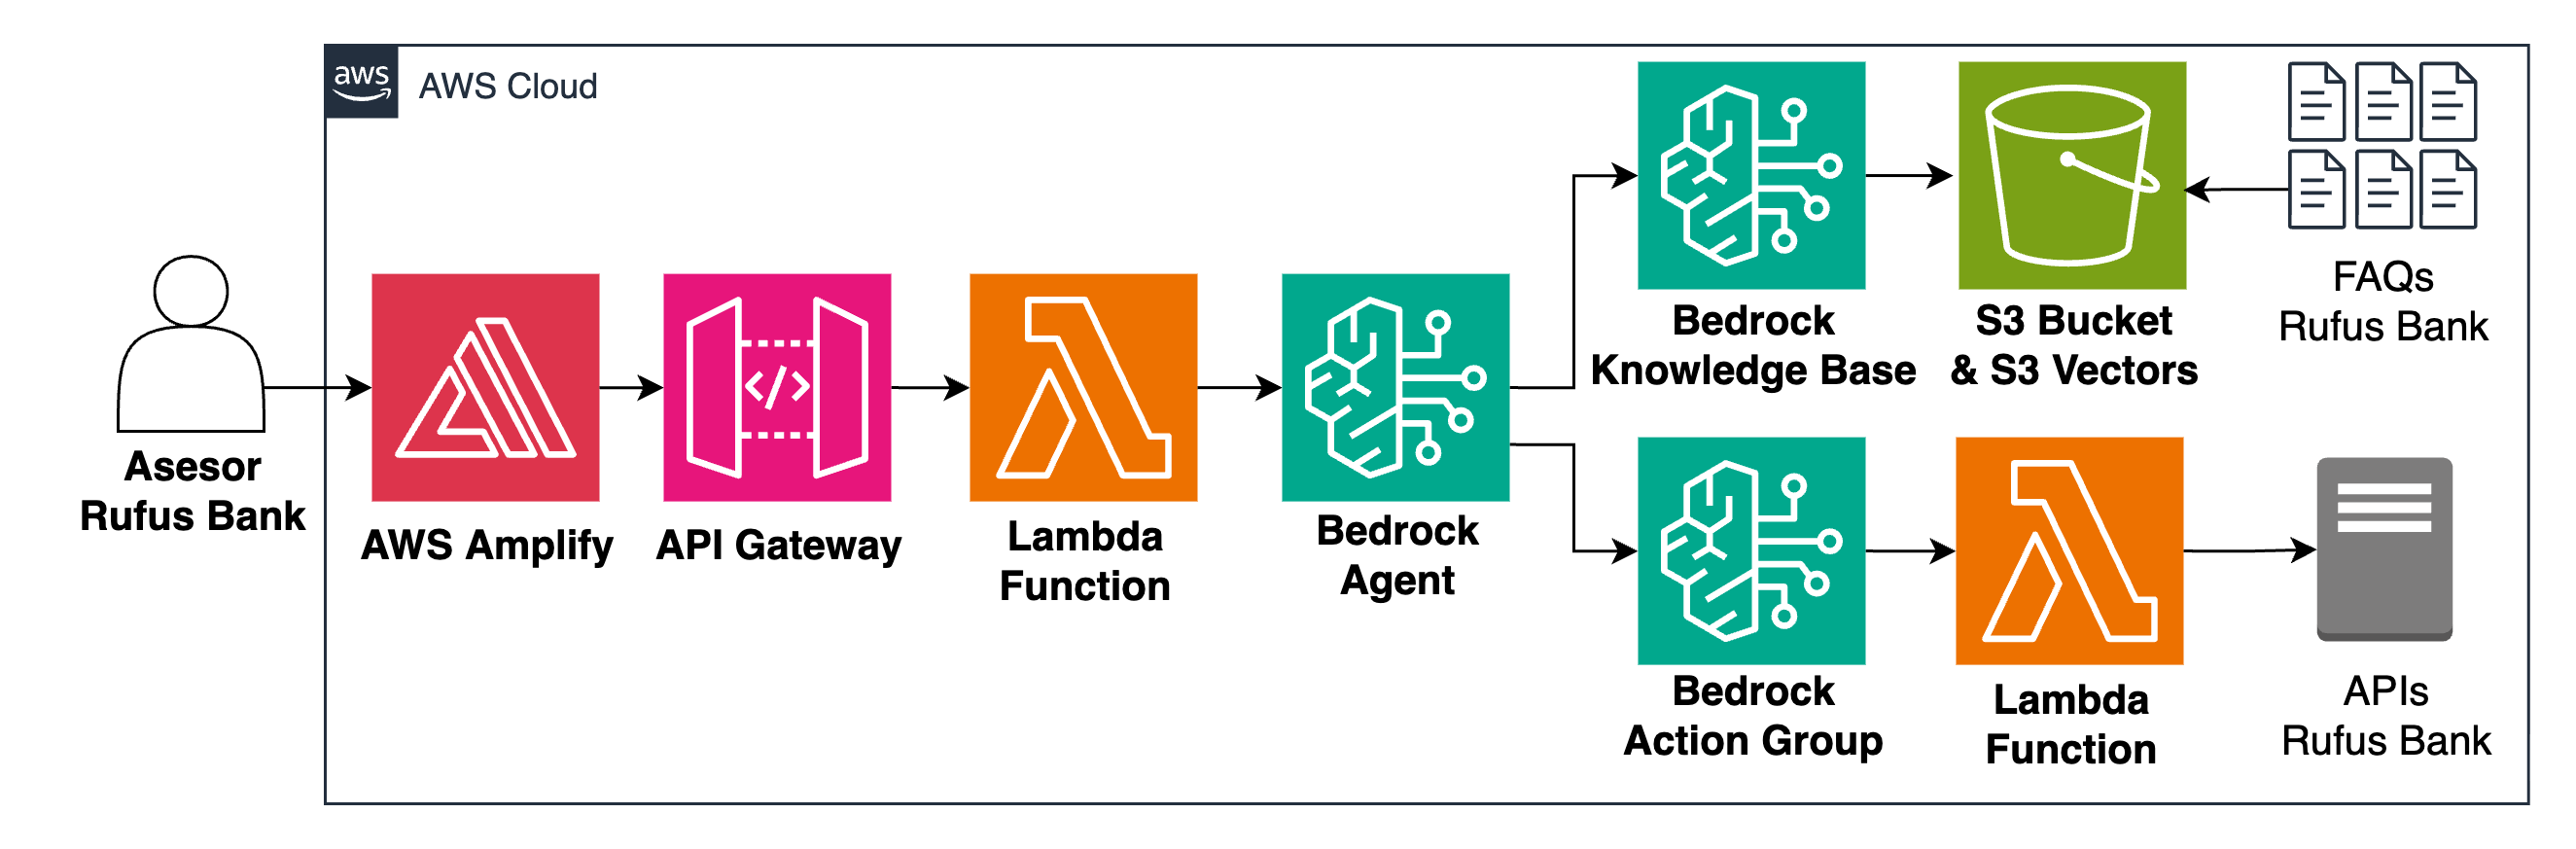 aws
AWS Cloud
Asesor
Rufus Bank
AWS Amplify
</>
API Gateway
Lambda
Function
Bedrock
Agent
Bedrock
Knowledge Base
S3 Bucket
& S3 Vectors
FAQs
Rufus Bank
Bedrock
Action Group
Lambda
Function
APIs
Rufus Bank